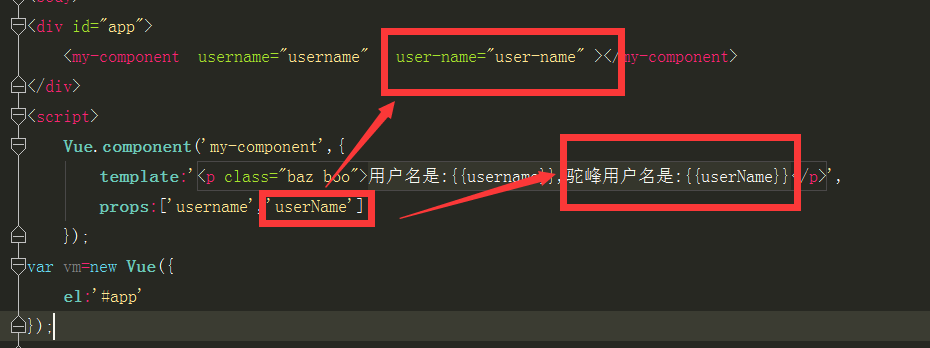 <body>
<div id="app">
<my-component username="username" user-name="user-name" ></my-component>
</div>
<script>
Vue.component('my-component',{
template:'<p class="baz boo">用户名是:{{username}},驼峰用户名是:{{userName}}</p>',
props:['username','userName']
});
var vm=new Vue({
el:'#app'
});